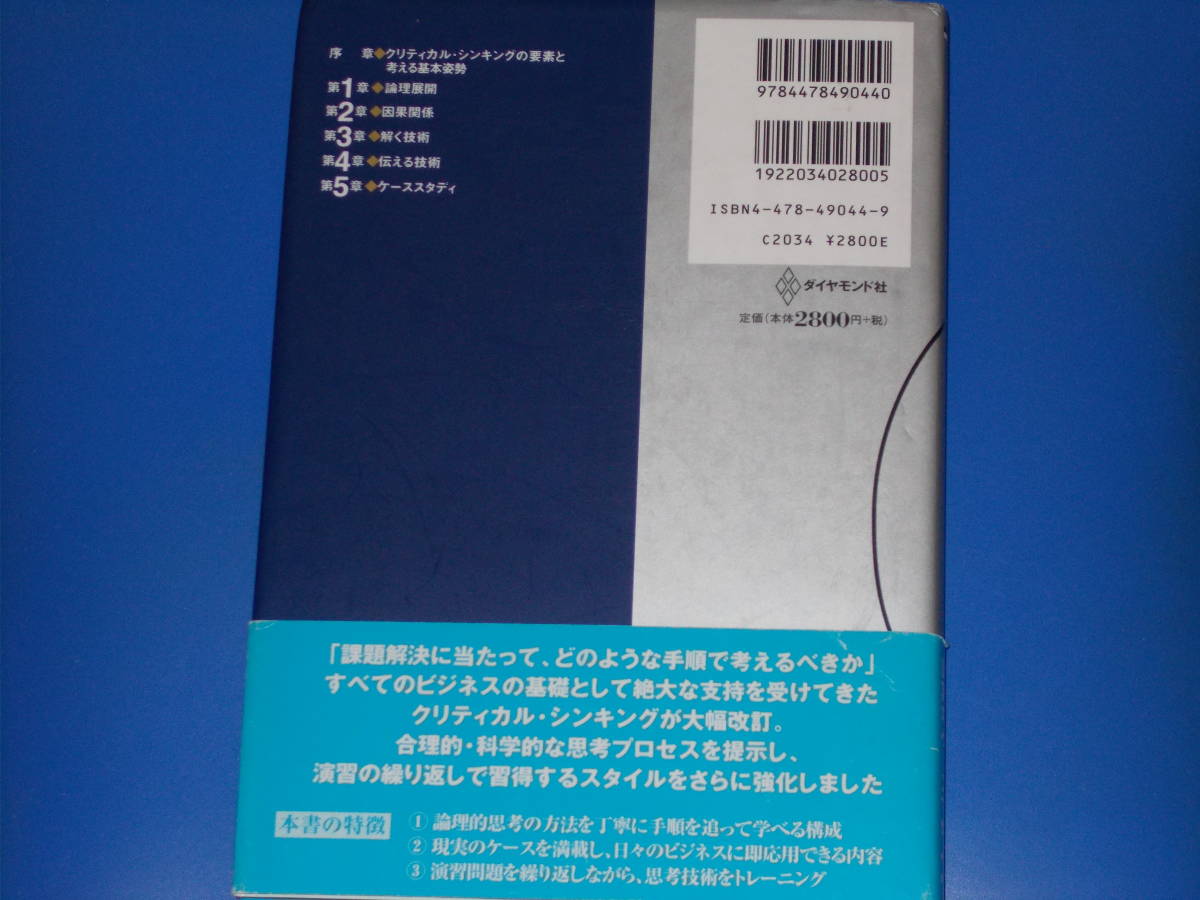 序 章◆クリティカル・シンキングの要素と
考える基本姿勢
第1章◆論理展開
第2章◆因果関係
第3章◆解く技術
第4章◆伝える技術
第5章◆ケーススタディ
9784478490440
1922034028005
ISBN4-478-49044-9
C2034 ¥2800E
ダイヤモンド社
定価(本体2800円+税)
「課題解決に当たって、どのような手順で考えるべきか」
すべてのビジネスの基礎として絶大な支持を受けてきた
クリティカル・シンキングが大幅改訂。
合理的・科学的な思考プロセスを提示し、
演習の繰り返しで習得するスタイルをさらに強化しました
本書の特徴
① 論理的思考の方法を丁寧に手順を追って学べる構成
② 現実のケースを満載し、日々のビジネスに即応用できる内容
③ 演習問題を繰り返しながら、思考技術をトレーニング